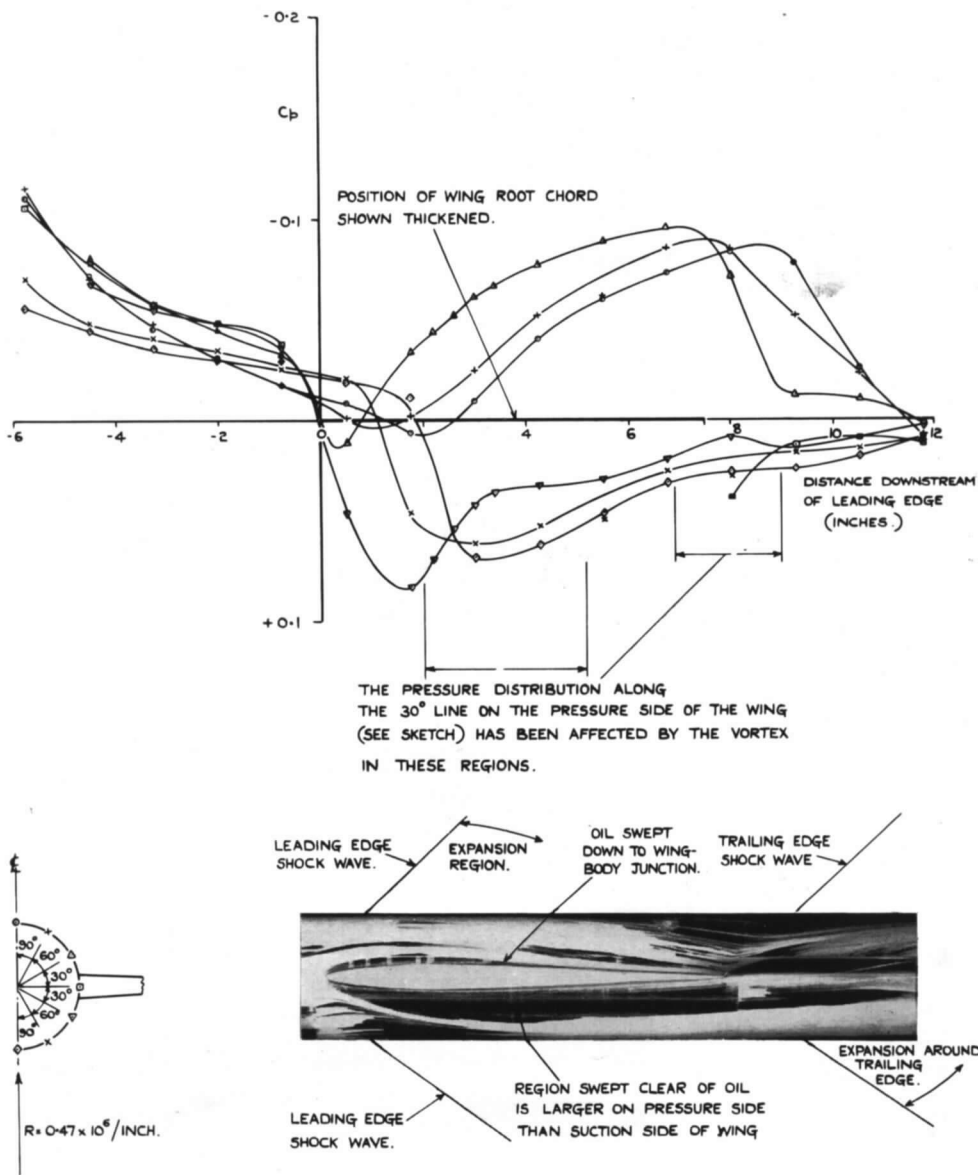 -0.2
Cp
POSITION OF WING ROOT CHORD
SHOWN THICKENED.
-0.1
-6
-4
-2
0
2
4
6
8
10
12
DISTANCE DOWNSTREAM
OF LEADING EDGE
(INCHES.)
+0.1
THE PRESSURE DISTRIBUTION ALONG
THE 30° LINE ON THE PRESSURE SIDE OF THE WING
(SEE SKETCH) HAS BEEN AFFECTED BY THE VORTEX
IN THESE REGIONS.
LEADING EDGE
SHOCK WAVE.
EXPANSION
REGION.
OIL SWEPT
DOWN TO WING-
BODY JUNCTION.
TRAILING EDGE
SHOCK WAVE
℄
90°
60°
30°
30°
60°
90°
R = 0.47 x 10⁶/INCH.
LEADING EDGE
SHOCK WAVE.
REGION SWEPT CLEAR OF OIL
IS LARGER ON PRESSURE SIDE
THAN SUCTION SIDE OF WING
EXPANSION AROUND
TRAILING
EDGE.